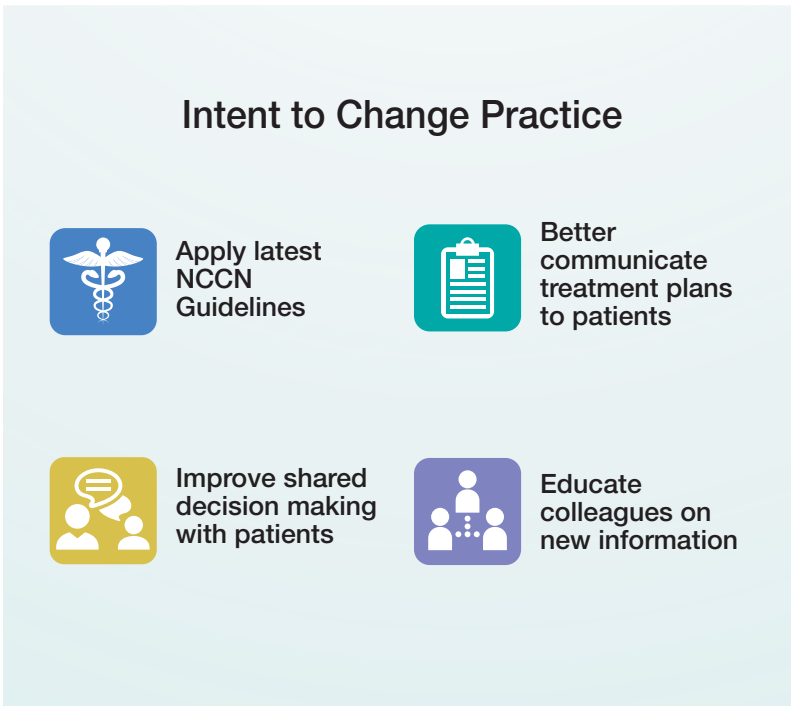 Intent to Change Practice
Apply latest
NCCN
Guidelines
Better
communicate
treatment plans
to patients
Improve shared
decision making
with patients
Educate
colleagues on
new information